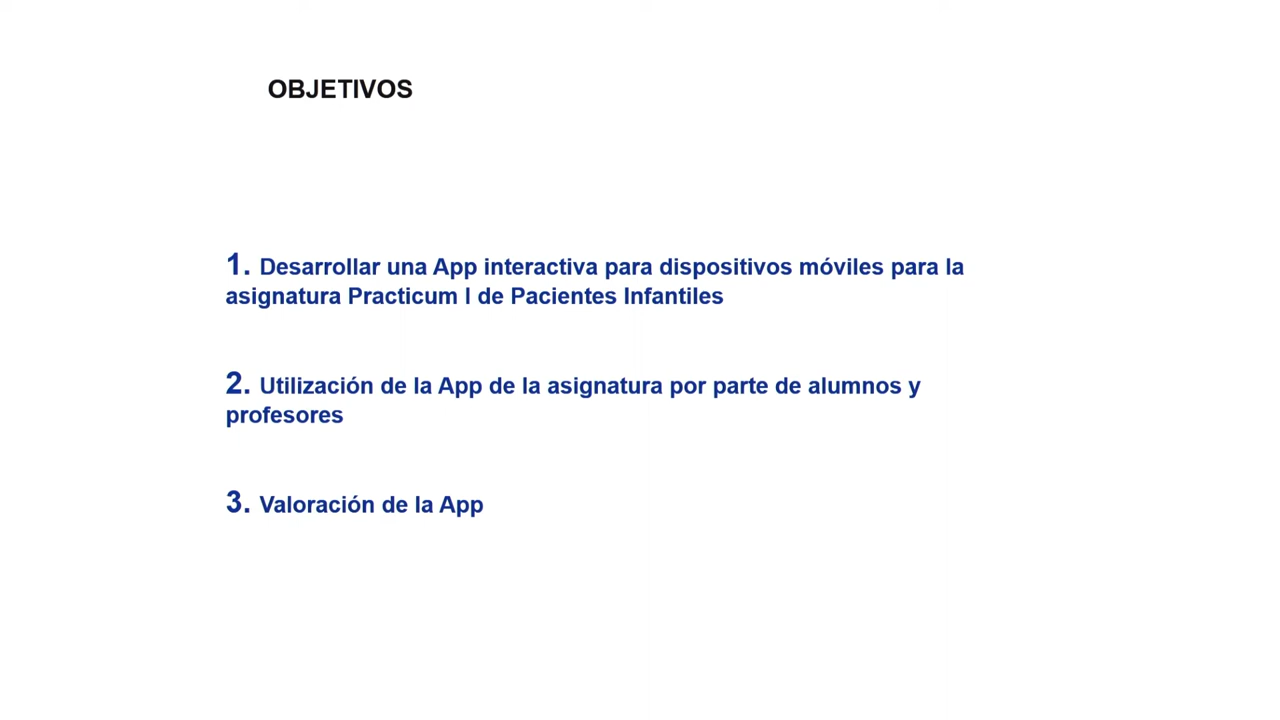 OBJETIVOS
1. Desarrollar una App interactiva para dispositivos móviles para la
asignatura Practicum I de Pacientes Infantiles
2. Utilización de la App de la asignatura por parte de alumnos y
profesores
3. Valoración de la App